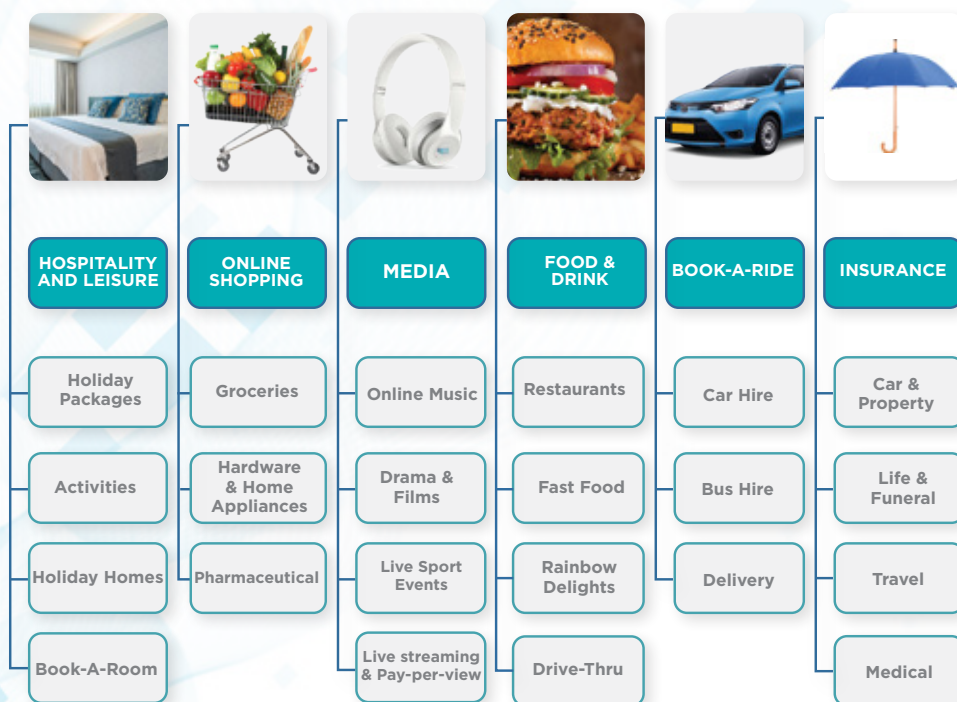 HOSPITALITY
AND LEISURE
ONLINE
SHOPPING
MEDIA
FOOD &
DRINK
BOOK-A-RIDE
INSURANCE
Holiday
Packages
Groceries
Online Music
Restaurants
Car Hire
Car &
Property
Activities
Hardware
& Home
Appliances
Drama &
Films
Fast Food
Bus Hire
Life &
Funeral
Holiday Homes
Pharmaceutical
Live Sport
Events
Rainbow
Delights
Delivery
Travel
Book-A-Room
Live streaming
& Pay-per-view
Drive-Thru
Medical